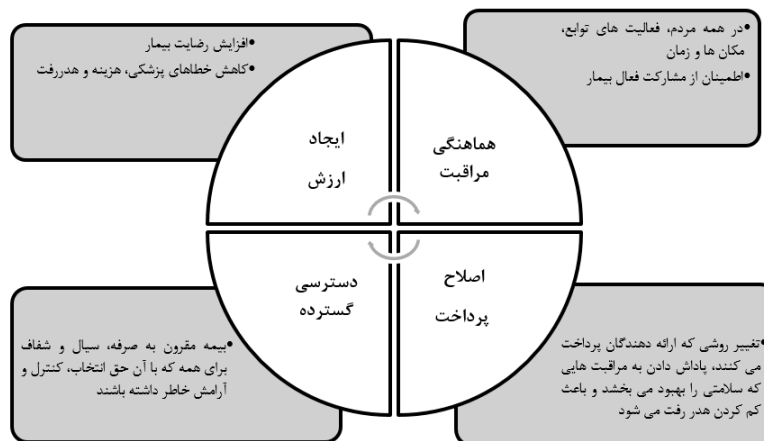 •در همه مردم، فعالیت های توابع،
مکان ها و زمان
•اطمینان از مشارکت فعال بیمار
هماهنگی
مراقبت
•افزایش رضایت بیمار
•کاهش خطاهای پزشکی، هزینه و هدررفت
ایجاد
ارزش
اصلاح
پرداخت
•تغییر روشی که ارائه دهندگان پرداخت
می کنند، پاداش دادن به مراقبت هایی
که سلامتی را بهبود می بخشد و باعث
کم کردن هدر رفت می شود
دسترسی
گسترده
•بیمه مقرون به صرفه، سیال و شفاف
برای همه که با آن حق انتخاب، کنترل و
آرامش خاطر داشته باشند